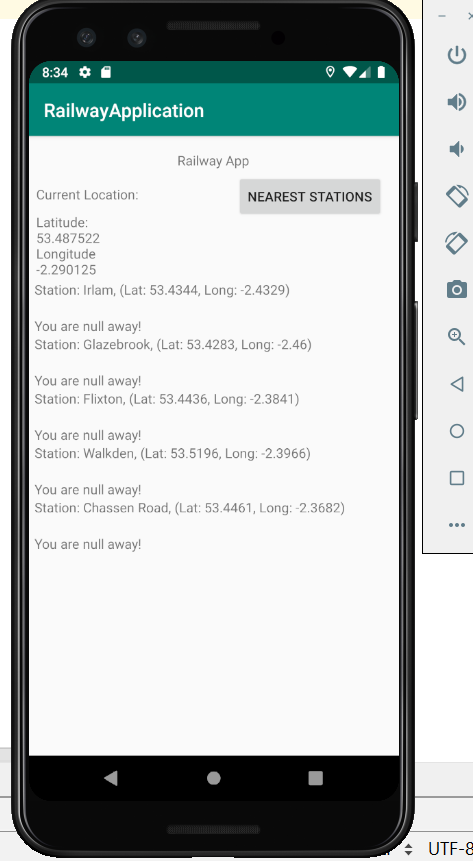 8:34
RailwayApplication
Railway App
Current Location:
NEAREST STATIONS
Latitude:
53.487522
Longitude
-2.290125
Station: Irlam, (Lat: 53.4344, Long: -2.4329)
You are null away!
Station: Glazebrook, (Lat: 53.4283, Long: -2.46)
You are null away!
Station: Flixton, (Lat: 53.4436, Long: -2.3841)
You are null away!
Station: Walkden, (Lat: 53.5196, Long: -2.3966)
You are null away!
Station: Chassen Road, (Lat: 53.4461, Long: -2.3682)
You are null away!
UTF-8